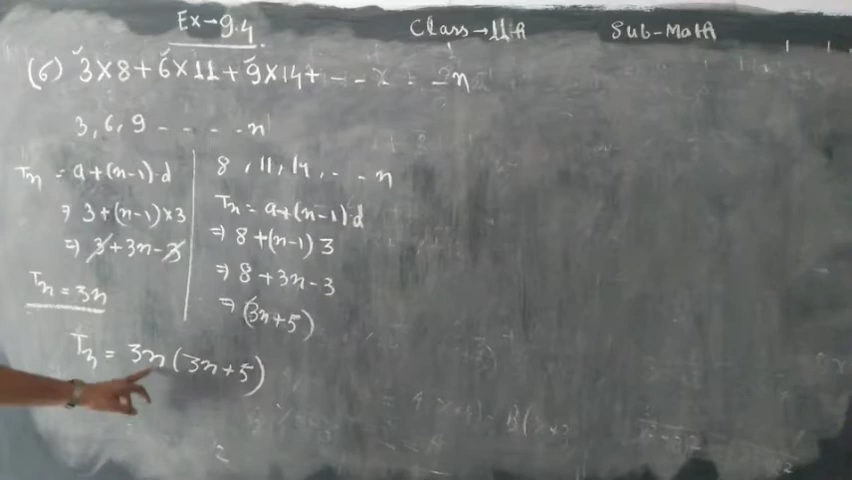 Ex→9.4
Class→11A
Sub-Math
(6) 3×8+6×11+9×14+ - - - n
3, 6, 9 - - - - n
Tn = a+(n-1)·d
⇒ 3+(n-1)×3
⇒ 3+3n-3
Tn = 3n
8, 11, 14, - - n
Tn = a+(n-1)d
⇒ 8+(n-1)3
⇒ 8+3n-3
⇒ (3n+5)
Tn = 3n(3n+5)